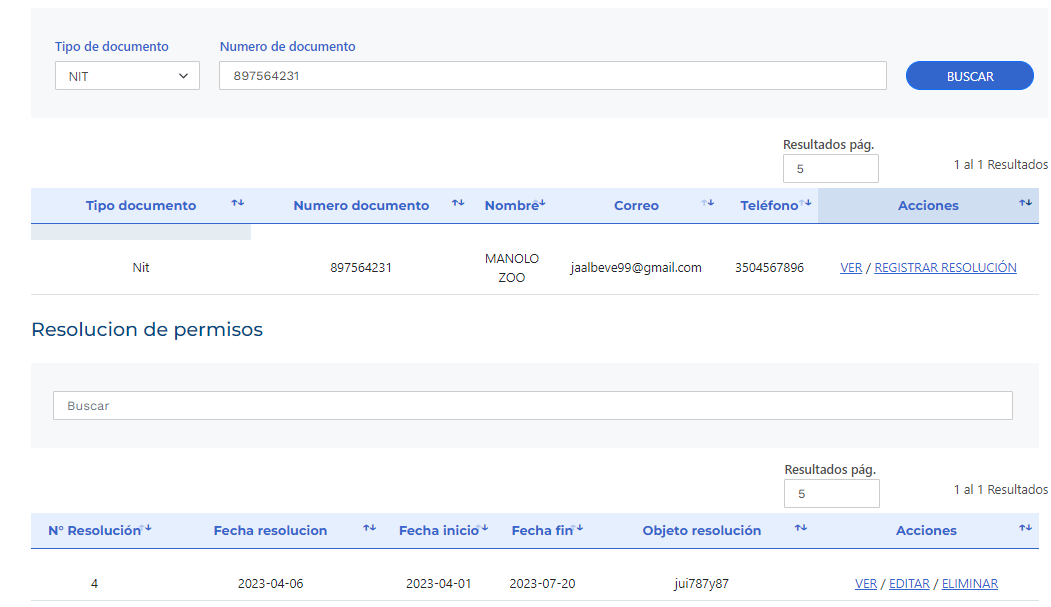 Tipo de documento Numero de documento
NIT 897564231 BUSCAR
Resultados pág.
5 1 al 1 Resultados
Tipo documento Numero documento Nombre Correo Teléfono Acciones
Nit 897564231 MANOLO ZOO jaalbeve99@gmail.com 3504567896 VER / REGISTRAR RESOLUCIÓN
Resolucion de permisos
Buscar
Resultados pág.
5 1 al 1 Resultados
N° Resolución Fecha resolucion Fecha inicio Fecha fin Objeto resolución Acciones
4 2023-04-06 2023-04-01 2023-07-20 jui787y87 VER / EDITAR / ELIMINAR